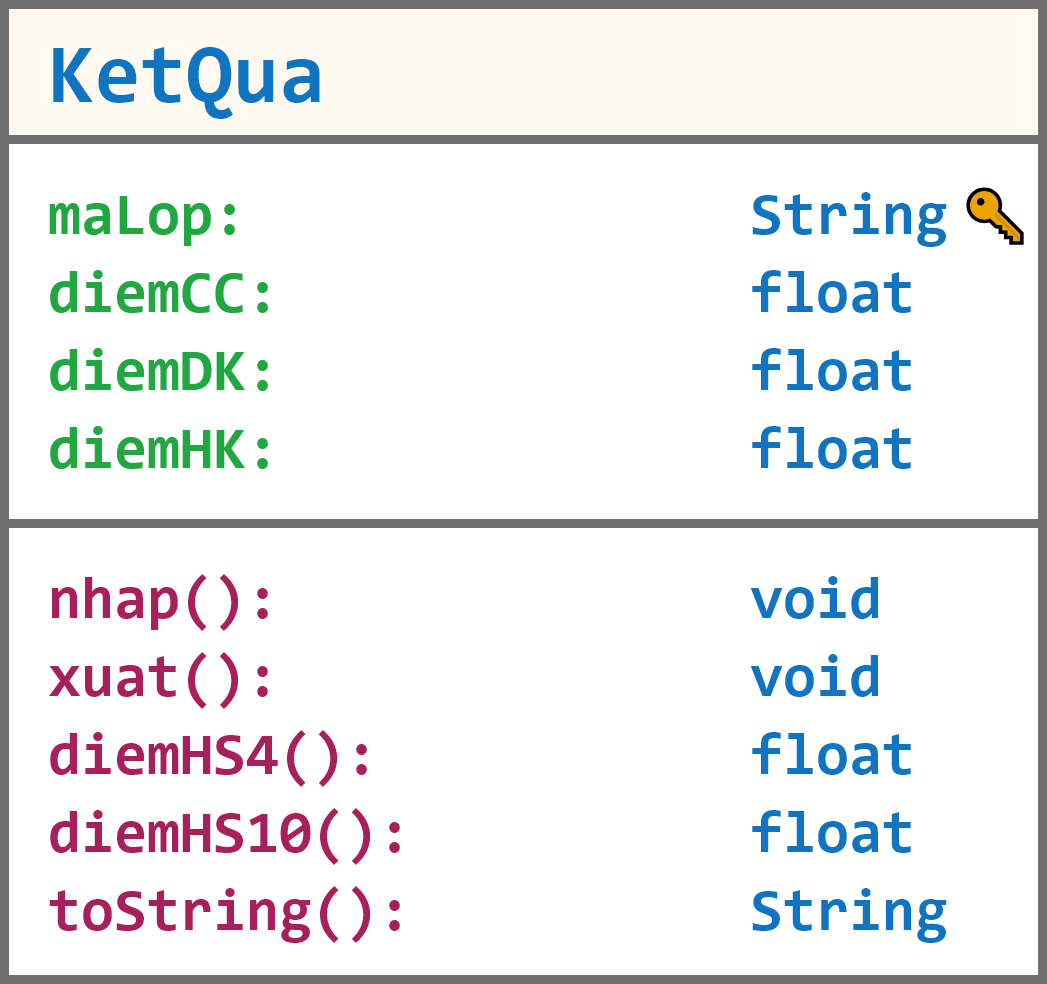 KetQua
maLop: String
diemCC: float
diemDK: float
diemHK: float
nhap(): void
xuat(): void
diemHS4(): float
diemHS10(): float
toString(): String